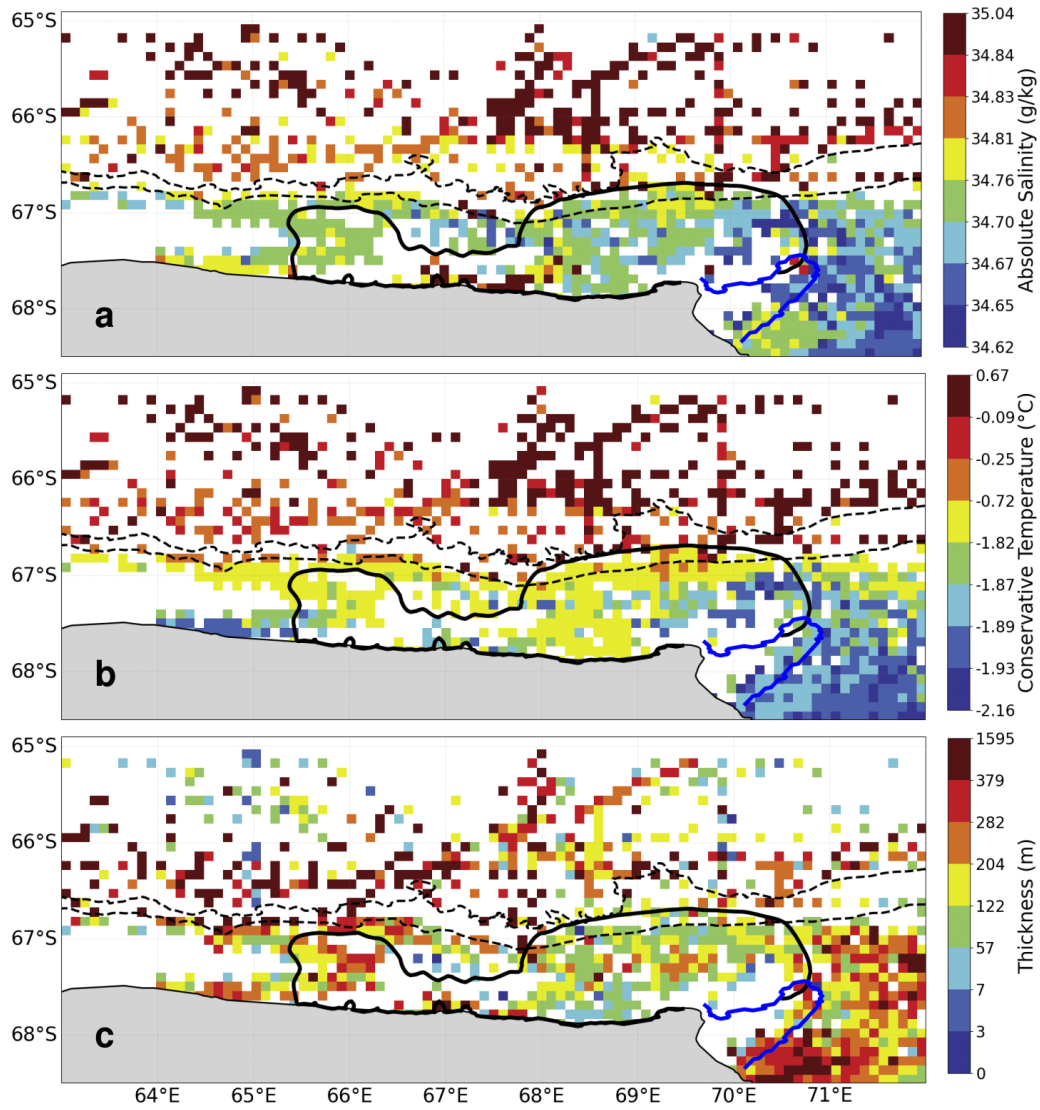 65°S
66°S
67°S
68°S
a
35.04
34.84
34.83
34.81
34.76
34.70
34.67
34.65
34.62
Absolute Salinity (g/kg)
65°S
66°S
67°S
68°S
b
0.67
-0.09
-0.25
-0.72
-1.82
-1.87
-1.89
-1.93
-2.16
Conservative Temperature (°C)
65°S
66°S
67°S
68°S
c
1595
379
282
204
122
57
7
3
0
Thickness (m)
64°E 65°E 66°E 67°E 68°E 69°E 70°E 71°E